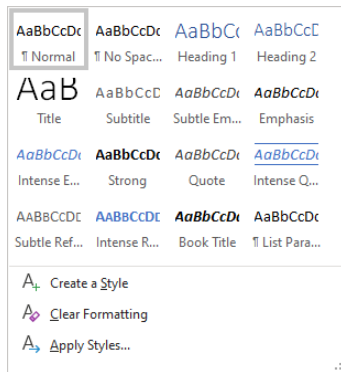 AaBbCcDc AaBbCcDc AaBbCc AaBbCcD
¶ Normal ¶ No Spac... Heading 1 Heading 2
AaB AaBbCcD AaBbCcDc AaBbCcDc
Title Subtitle Subtle Em... Emphasis
AaBbCcDc AaBbCcDc AaBbCcDc AaBbCcDc
Intense E... Strong Quote Intense Q...
AABBCCDD AABBCCDD AaBbCcDc AaBbCcDc
Subtle Ref... Intense R... Book Title ¶ List Para...
A+ Create a Style
A Clear Formatting
A Apply Styles...